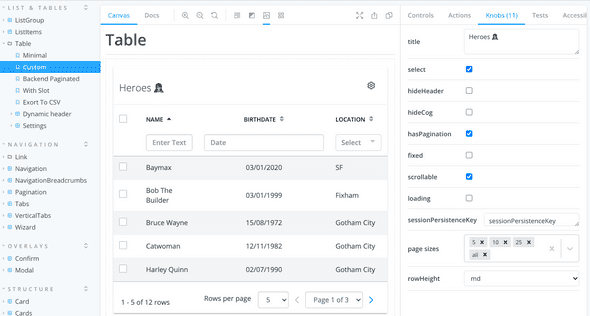 LIST & TABLES
ListGroup
ListItems
Table
Minimal
Custom
Backend Paginated
With Slot
Exort To CSV
Dynamic header
Settings
NAVIGATION
Link
Navigation
NavigationBreadcrumbs
Pagination
Tabs
VerticalTabs
Wizard
OVERLAYS
Confirm
Modal
STRUCTURE
Card
Cards
Canvas Docs
Table
Heroes
NAME BIRTHDATE LOCATION
Enter Text Date Select
Baymax 03/01/2020 SF
Bob The
Builder 03/01/1999 Fixham
Bruce Wayne 15/08/1972 Gotham City
Catwoman 12/11/1982 Gotham City
Harley Quinn 02/07/1990 Gotham City
1 - 5 of 12 rows Rows per page 5 Page 1 of 3
Controls Actions Knobs (11) Tests Accessi
title Heroes
select
hideHeader
hideCog
hasPagination
fixed
scrollable
loading
sessionPersistenceKey sessionPersistenceKey
page sizes 5 10 25
all
rowHeight md